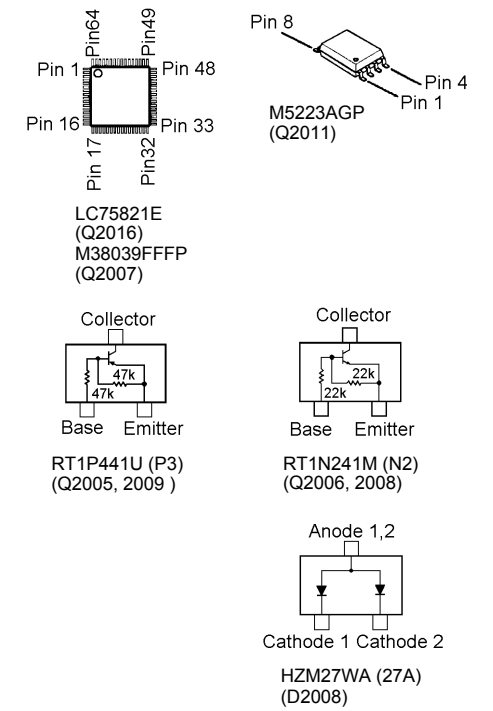 Pin64
Pin49
Pin 1
Pin 48
Pin 16
Pin 33
Pin 17
Pin32
LC75821E
(Q2016)
M38039FFFP
(Q2007)
Pin 8
Pin 4
Pin 1
M5223AGP
(Q2011)
Collector
47k
47k
Base
Emitter
RT1P441U (P3)
(Q2005, 2009 )
Collector
22k
22k
Base
Emitter
RT1N241M (N2)
(Q2006, 2008)
Anode 1,2
Cathode 1 Cathode 2
HZM27WA (27A)
(D2008)